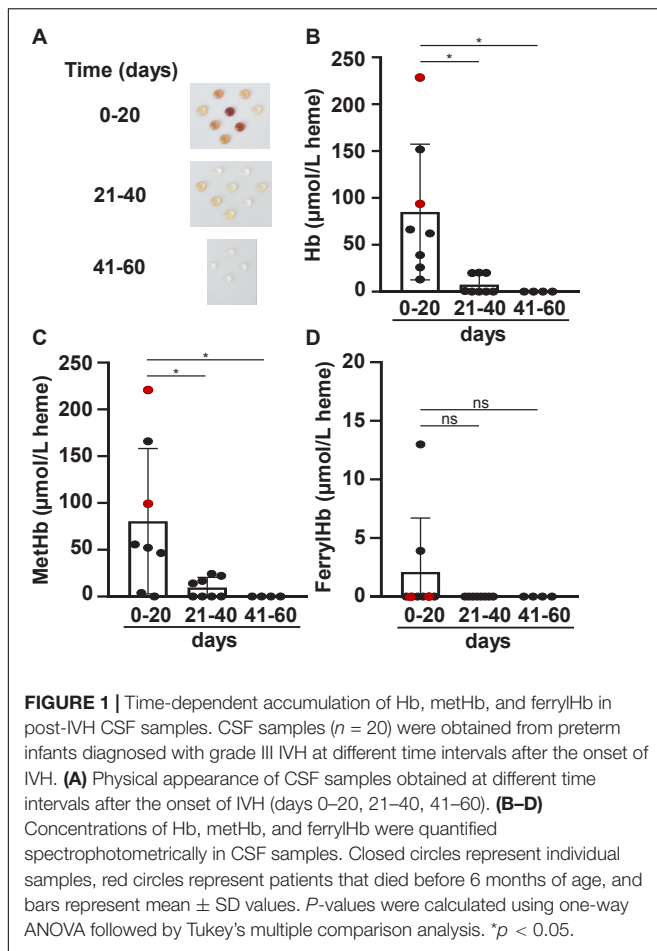 A
Time (days)
0-20
21-40
41-60
B
Hb (µmol/L heme)
250
200
150
100
50
0
*
*
0-20 21-40 41-60
days
C
MetHb (µmol/L heme)
250
200
150
100
50
0
*
*
0-20 21-40 41-60
days
D
FerrylHb (µmol/L heme)
20
15
10
5
0
ns
ns
0-20 21-40 41-60
days
FIGURE 1 | Time-dependent accumulation of Hb, metHb, and ferrylHb in
post-IVH CSF samples. CSF samples (n = 20) were obtained from preterm
infants diagnosed with grade III IVH at different time intervals after the onset of
IVH. (A) Physical appearance of CSF samples obtained at different time
intervals after the onset of IVH (days 0–20, 21–40, 41–60). (B–D)
Concentrations of Hb, metHb, and ferrylHb were quantified
spectrophotometrically in CSF samples. Closed circles represent individual
samples, red circles represent patients that died before 6 months of age, and
bars represent mean ± SD values. P-values were calculated using one-way
ANOVA followed by Tukey's multiple comparison analysis. *p < 0.05.